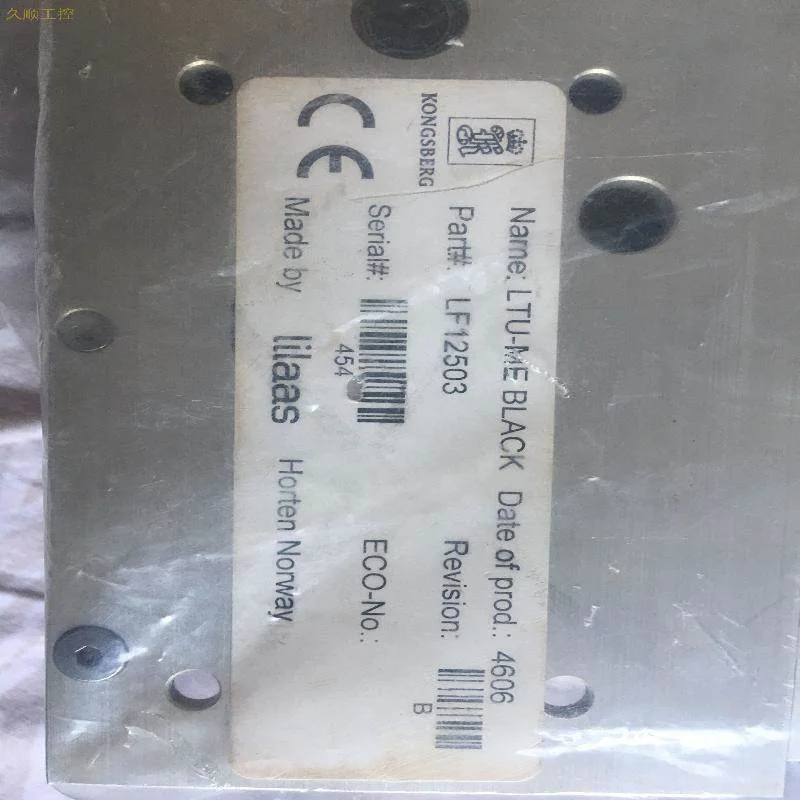 久顺工控
KONGSBERG
Name: LTU-ME BLACK Date of prod.: 4606
Part#: LF12503 Revision: B
Serial#: 454 ECO-No.:
Made by lilaas Horten Norway
CE